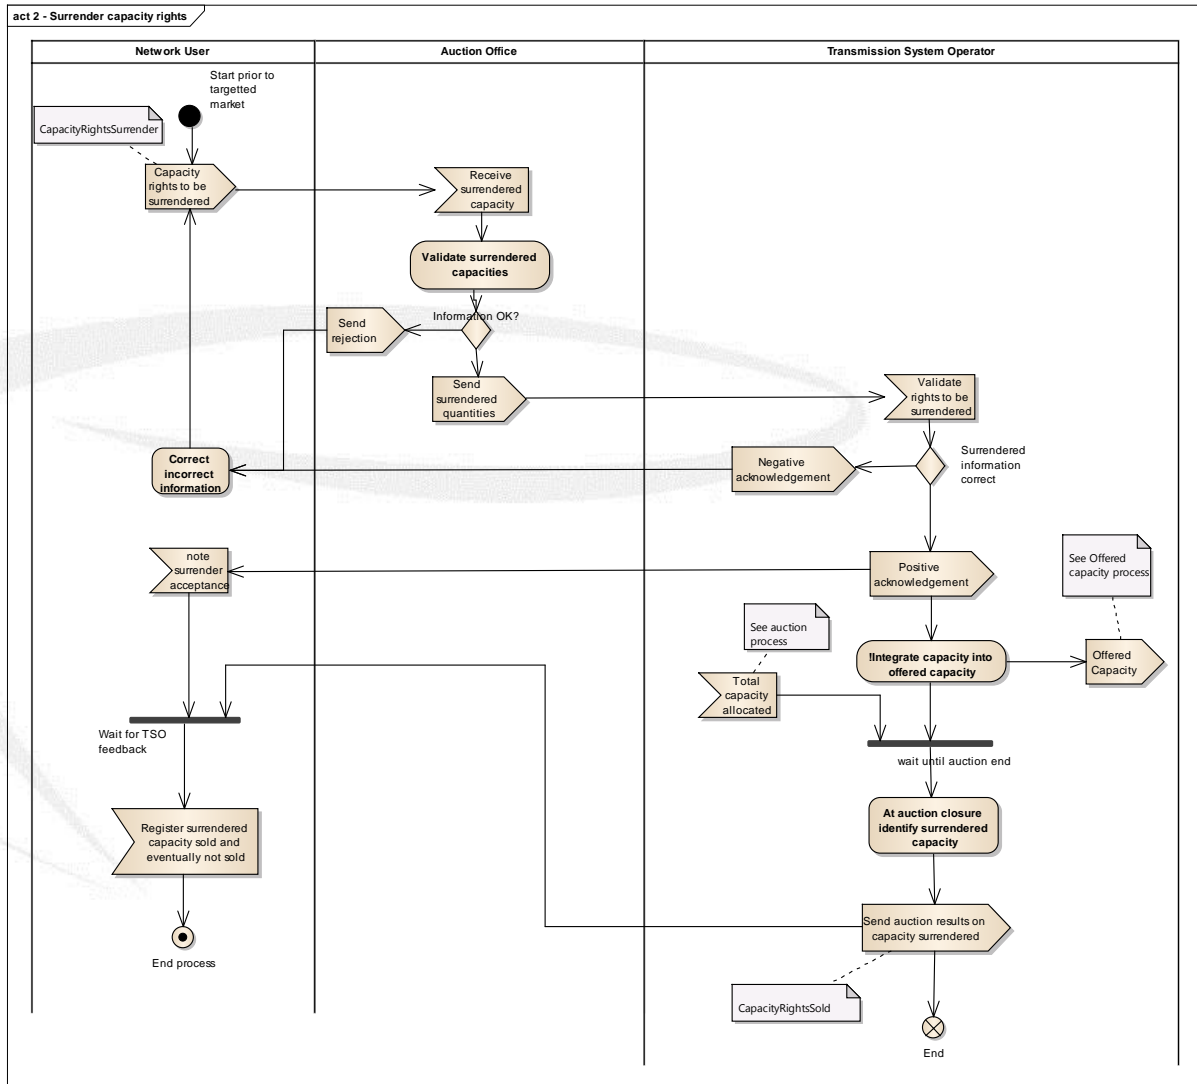 act 2 - Surrender capacity rights
Network User
Auction Office
Transmission System Operator
Start prior to
targetted
market
CapacityRightsSurrender
Capacity
rights to be
surrendered
Receive
surrendered
capacity
Validate surrendered
capacities
Information OK?
Send
rejection
Send
surrendered
quantities
Validate
rights to be
surrendered
Surrendered
information
correct
Negative
acknowledgement
Correct
incorrect
information
note
surrender
acceptance
Positive
acknowledgement
See Offered
capacity process
See auction
process
!Integrate capacity into
offered capacity
Offered
Capacity
Total
capacity
allocated
Wait for TSO
feedback
wait until auction end
Register surrendered
capacity sold and
eventually not sold
At auction closure
identify surrendered
capacity
Send auction results on
capacity surrendered
End process
CapacityRightsSold
End